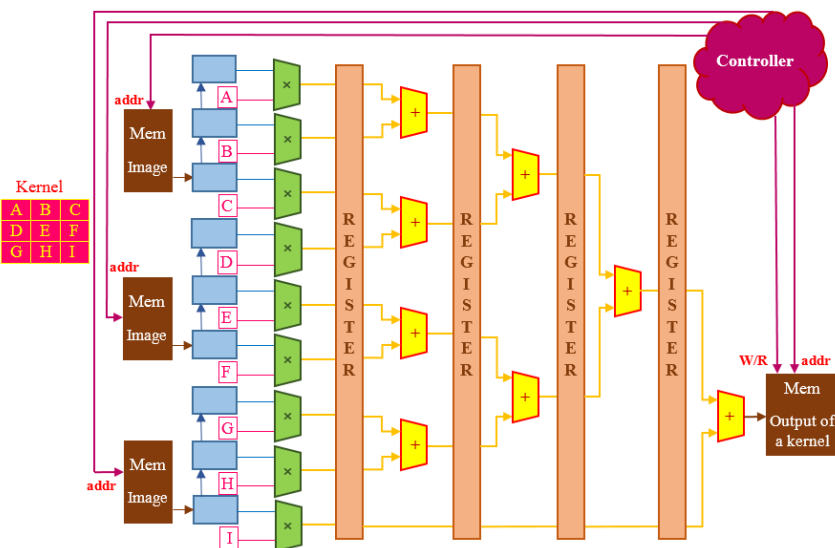 Controller
addr
Mem
Image
Kernel
A B C
D E F
G H I
addr
Mem
Image
addr
Mem
Image
A
×
B
×
C
×
D
×
E
×
F
×
G
×
H
×
I
×
REGISTER
+
+
+
+
REGISTER
+
+
REGISTER
+
REGISTER
+
W/R addr
Mem
Output of
a kernel